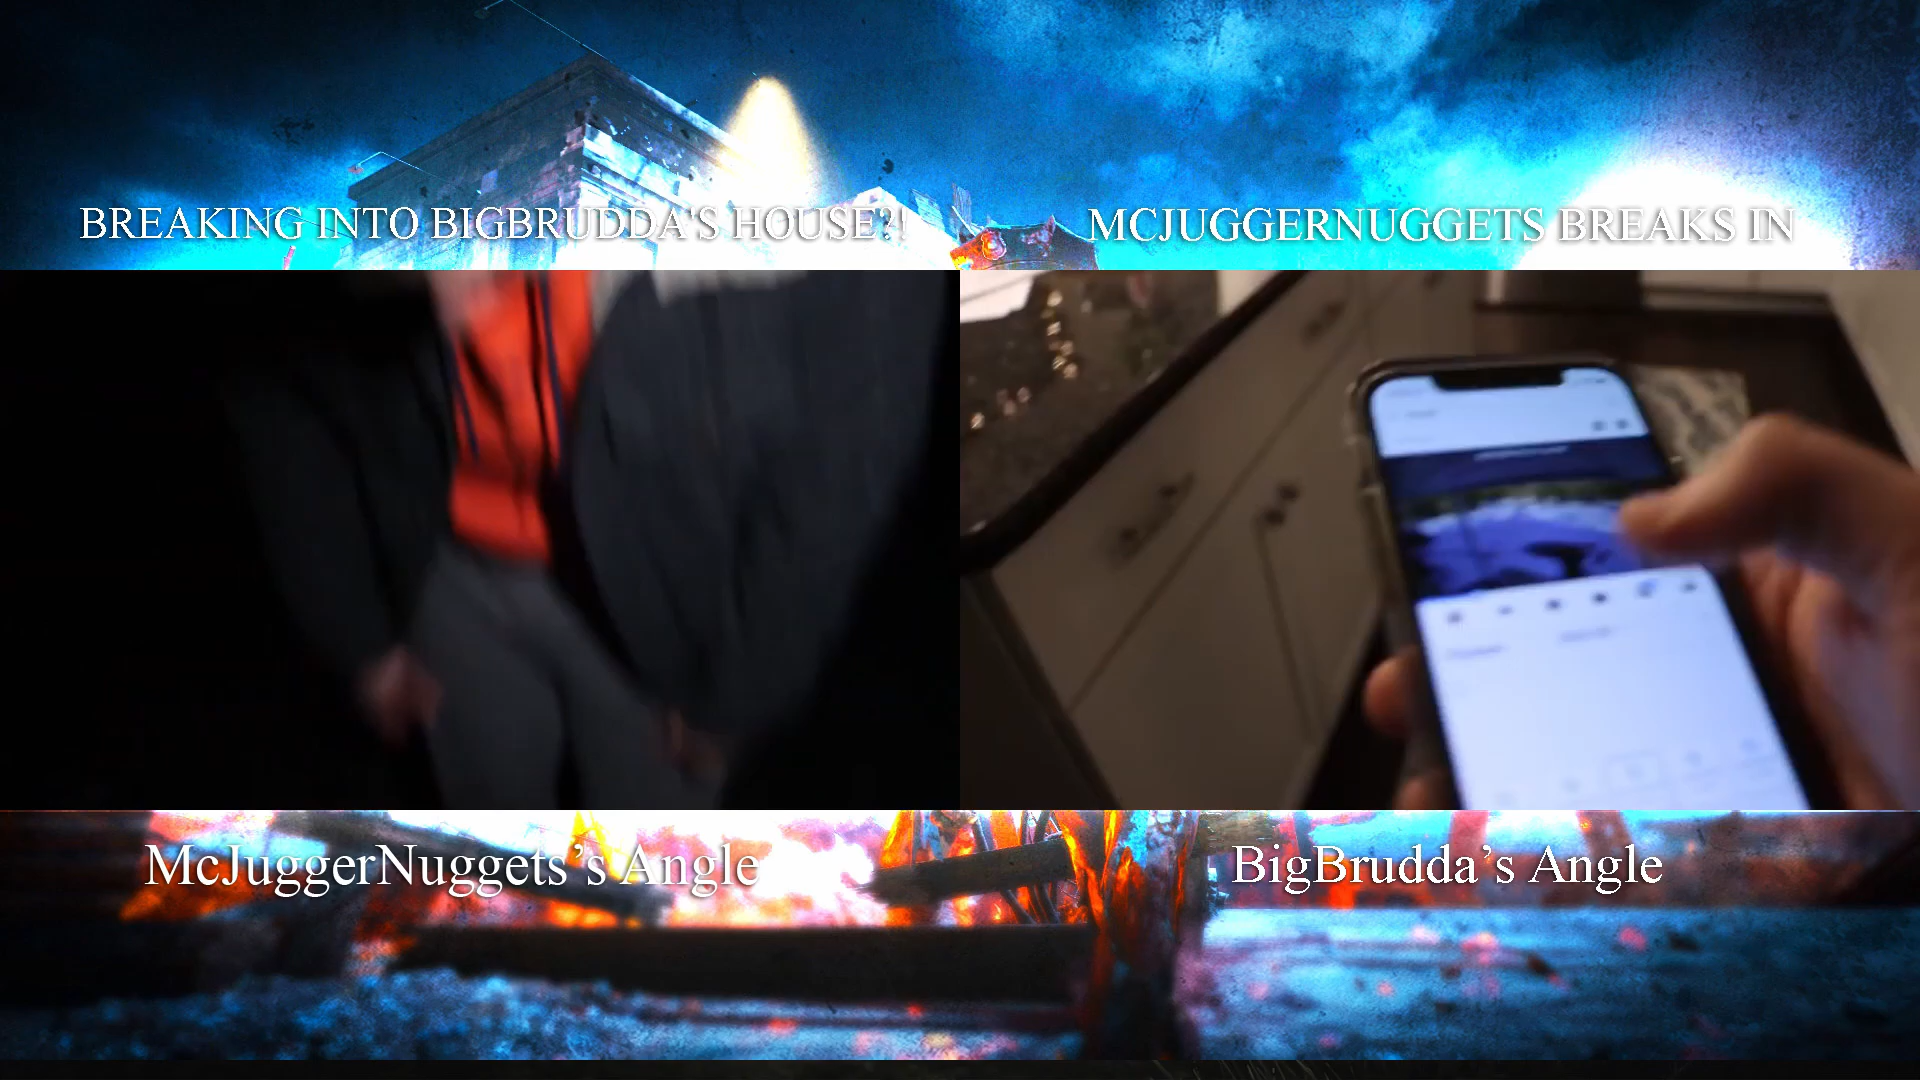 BREAKING INTO BIGBRUDDA'S HOUSE?!
MCJUGGERNUGGETS BREAKS IN
McJuggerNuggets's Angle
BigBrudda's Angle